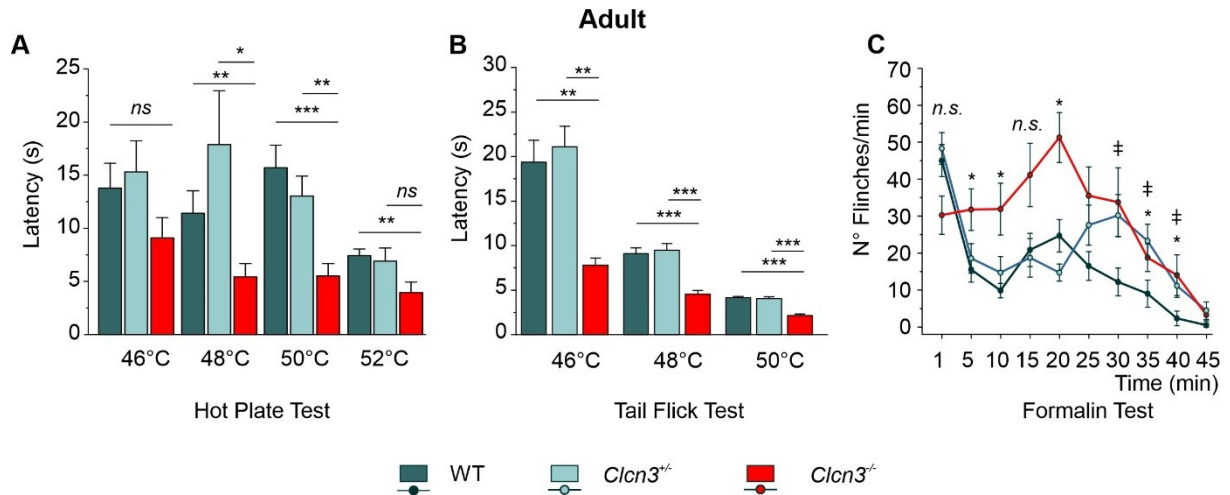 Adult
A
Latency (s)
25
20
15
10
5
0
ns
**
*
***
**
**
ns
46°C 48°C 50°C 52°C
Hot Plate Test
B
Latency (s)
30
25
20
15
10
5
0
**
**
***
***
***
***
46°C 48°C 50°C
Tail Flick Test
C
N° Flinches/min
70
60
50
40
30
20
10
0
n.s.
*
*
n.s.
*
‡
‡
*
‡
*
1 5 10 15 20 25 30 35 40 45
Time (min)
Formalin Test
WT Clcn3+/- Clcn3-/-